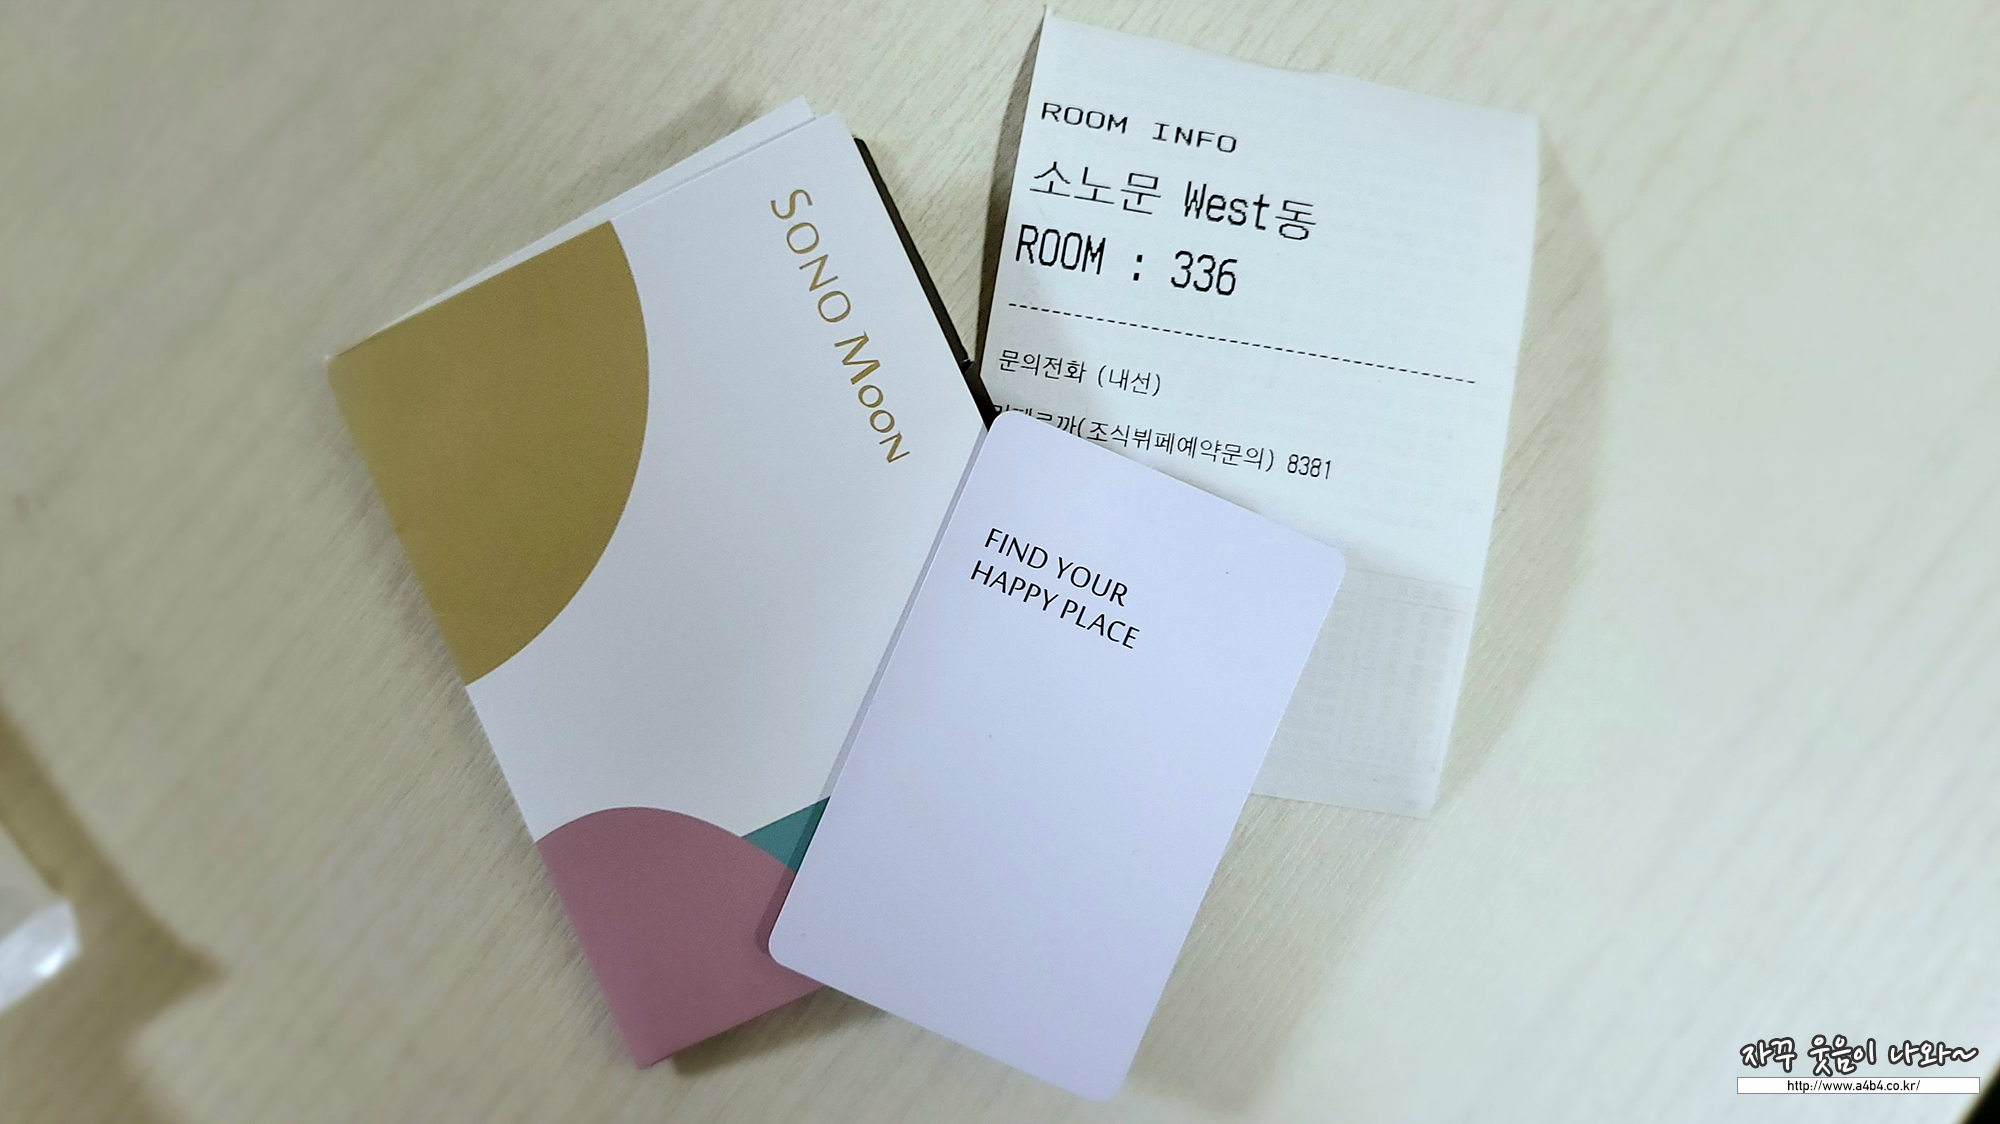 SONO MOON
ROOM INFO
소노문 West동
ROOM : 336
문의전화 (내선)
(조식뷔페예약문의) 8381
FIND YOUR
HAPPY PLACE
자꾸 웃음이 나와~
http://www.a4b4.co.kr/